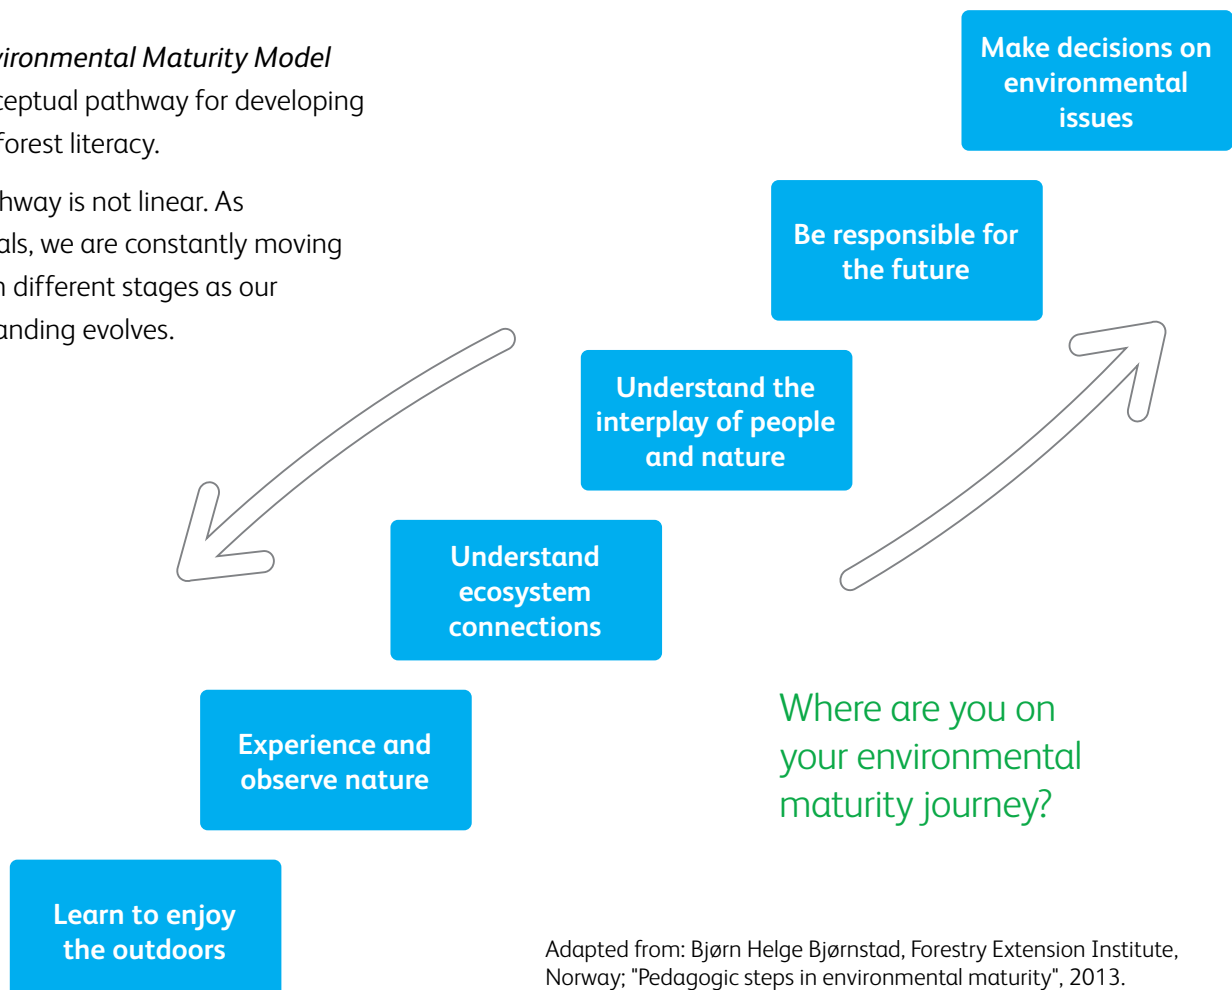 vironmental Maturity Model
ceptual pathway for developing
forest literacy.
hway is not linear. As
als, we are constantly moving
n different stages as our
anding evolves.
Make decisions on
environmental
issues
Be responsible for
the future
Understand the
interplay of people
and nature
Understand
ecosystem
connections
Experience and
observe nature
Learn to enjoy
the outdoors
Where are you on
your environmental
maturity journey?
Adapted from: Bjørn Helge Bjørnstad, Forestry Extension Institute,
Norway; "Pedagogic steps in environmental maturity", 2013.